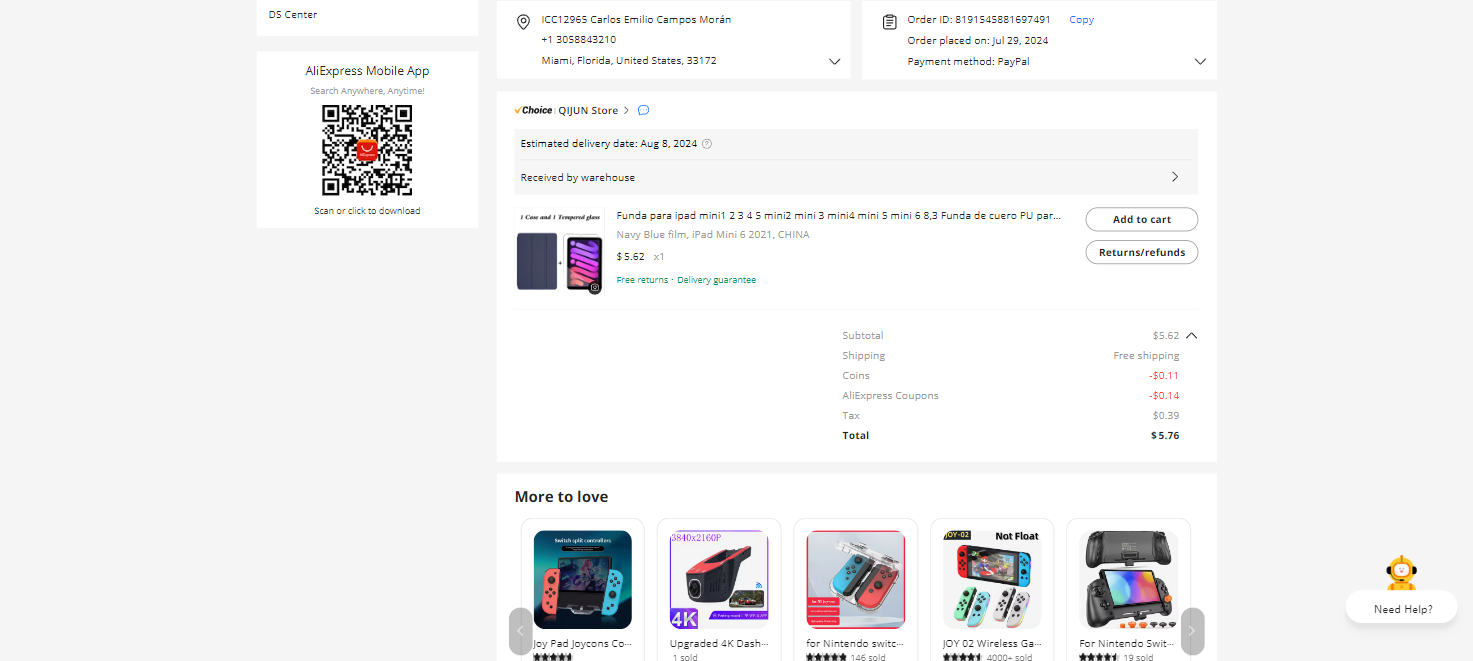 DS Center
AliExpress Mobile App
Search Anywhere, Anytime!
Scan or click to download
ICC12965 Carlos Emilio Campos Morán
+1 3058843210
Miami, Florida, United States, 33172
Order ID: 8191545881697491 Copy
Order placed on: Jul 29, 2024
Payment method: PayPal
Choice QIJUN Store
Estimated delivery date: Aug 8, 2024
Received by warehouse
1 Case and 1 Tempered glass
Funda para ipad mini1 2 3 4 5 mini2 mini 3 mini4 mini 5 mini 6 8,3 Funda de cuero PU par...
Navy Blue film, iPad Mini 6 2021, CHINA
$5.62 x1
Free returns · Delivery guarantee
Add to cart
Returns/refunds
Subtotal $5.62
Shipping Free shipping
Coins -$0.11
AliExpress Coupons -$0.14
Tax $0.39
Total $5.76
More to love
Switch split controllers
Joy Pad Joycons Co...
3840x2160P
4K
Upgraded 4K Dash...
1 sold
for Nintendo switc...
146 sold
JOY-02
Not Float
JOY 02 Wireless Ga...
4000+ sold
For Nintendo Swit...
19 sold
Need Help?